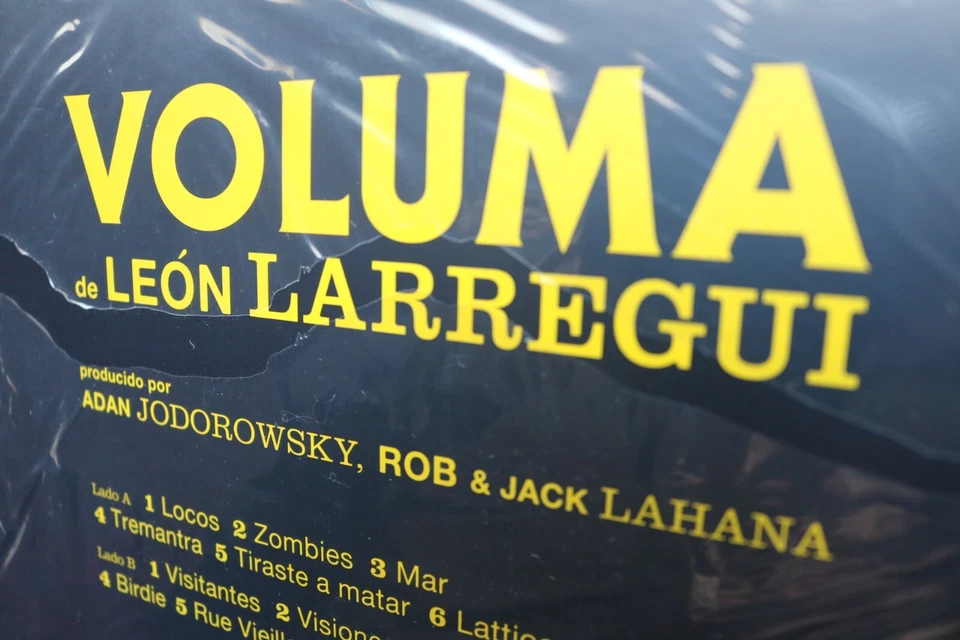 VOLUMA
de LEÓN LARREGUI
producido por
ADAN JODOROWSKY, ROB & JACK LAHANA
Lado A 1 Locos 2 Zombies 3 Mar
4 Tremantra 5 Tiraste a matar 6
Lado B 1 Visitantes 2
4 Birdie 5 Rue